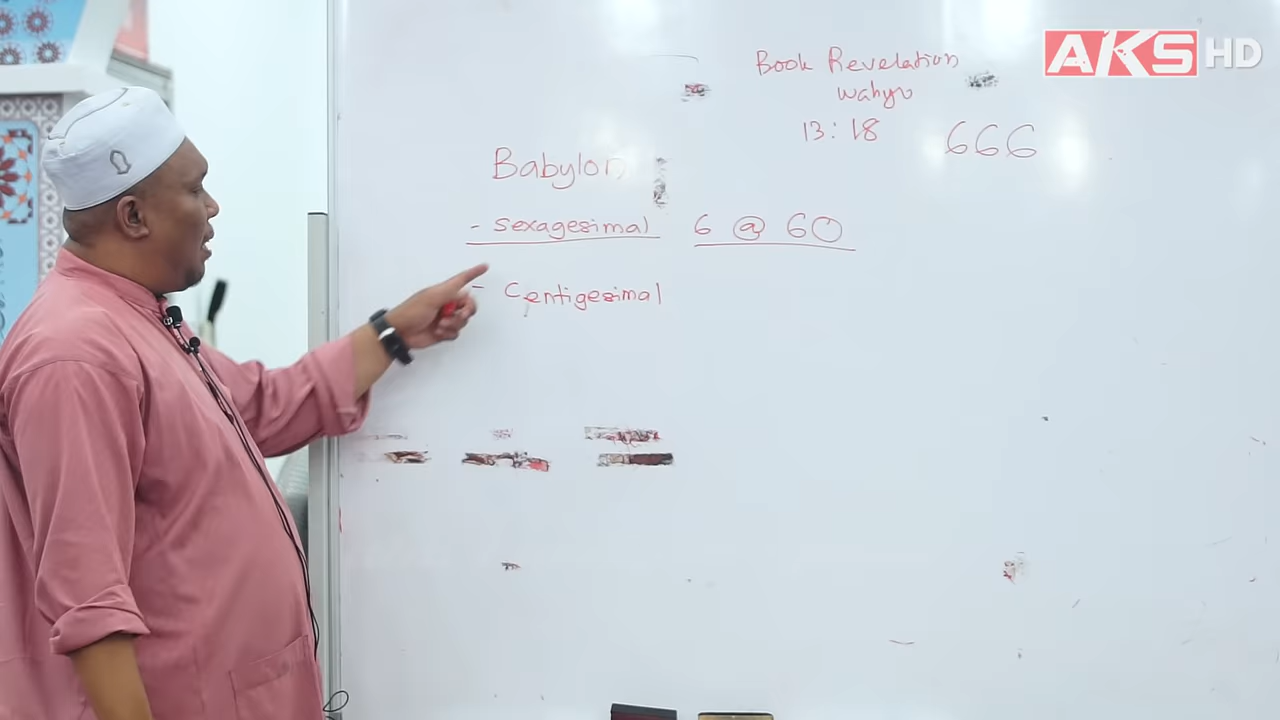 AKS HD
Book Revelation
wahyu
13:18 666
Babylon
- sexagesimal 6 @ 60
- Centigesimal